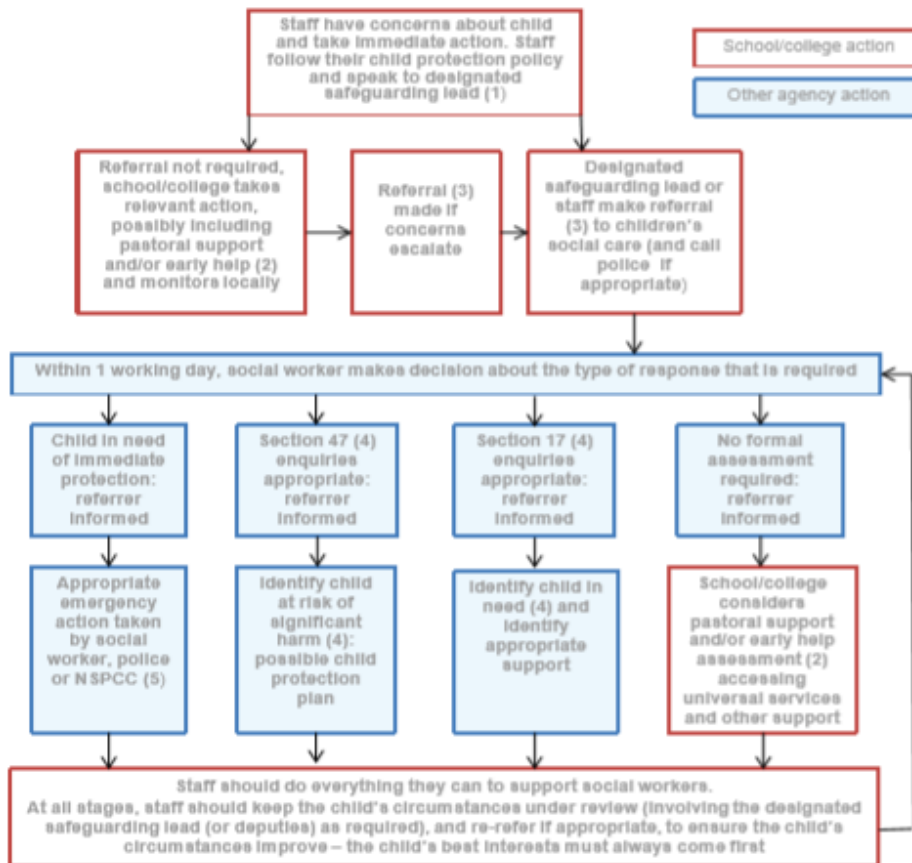 Staff have concerns about child
and take immediate action. Staff
follow their child protection policy
and speak to designated
safeguarding lead (1)
School/college action
Other agency action
Referral not required,
school/college takes
relevant action,
possibly including
pastoral support
and/or early help (2)
and monitors locally
Referral (3)
made if
concerns
escalate
Designated
safeguarding lead or
staff make referral
(3) to children's
social care (and call
police if
appropriate)
Within 1 working day, social worker makes decision about the type of response that is required
Child in need
of immediate
protection:
referrer
informed
Section 47 (4)
enquiries
appropriate:
referrer
informed
Section 17 (4)
enquiries
appropriate:
referrer
informed
No formal
assessment
required:
referrer
informed
Appropriate
emergency
action taken
by social
worker, police
or NSPCC (5)
Identify child
at risk of
significant
harm (4):
possible child
protection
plan
Identify child in
need (4) and
identify
appropriate
support
School/college
considers
pastoral support
and/or early help
assessment (2)
accessing
universal services
and other support
Staff should do everything they can to support social workers.
At all stages, staff should keep the child's circumstances under review (involving the designated
safeguarding lead (or deputies) as required), and re-refer if appropriate, to ensure the child's
circumstances improve – the child's best interests must always come first